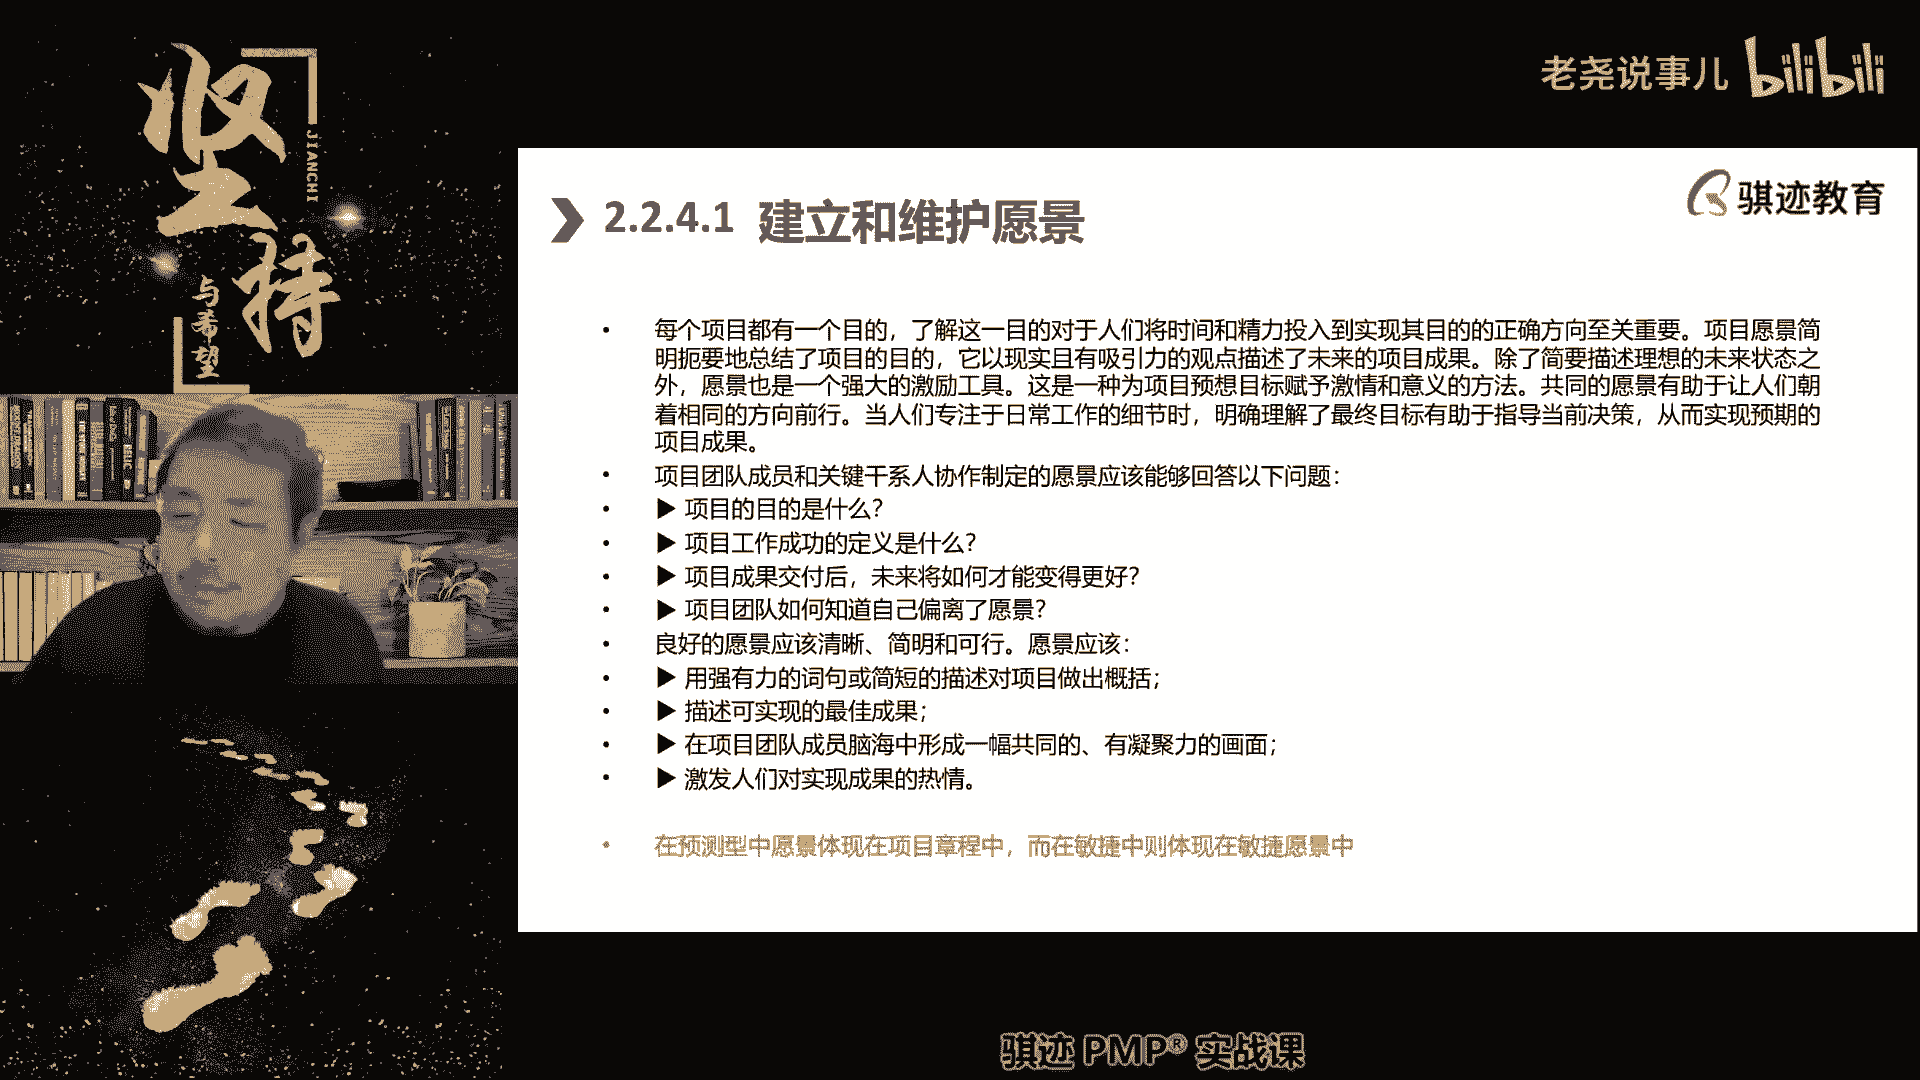 坚持
JIANCHI
与希望
老尧说事儿 bilibili
骐迹教育
2.2.4.1 建立和维护愿景
• 每个项目都有一个目的，了解这一目的对于人们将时间和精力投入到实现其目的的正确方向至关重要。项目愿景简
明扼要地总结了项目的目的，它以现实且有吸引力的观点描述了未来的项目成果。除了简要描述理想的未来状态之
外，愿景也是一个强大的激励工具。这是一种为项目预想目标赋予激情和意义的方法。共同的愿景有助于让人们朝
着相同的方向前行。当人们专注于日常工作的细节时，明确理解了最终目标有助于指导当前决策，从而实现预期的
项目成果。
• 项目团队成员和关键干系人协作制定的愿景应该能够回答以下问题：
• ▶ 项目的目的是什么？
• ▶ 项目工作成功的定义是什么？
• ▶ 项目成果交付后，未来将如何才能变得更好？
• ▶ 项目团队如何知道自己偏离了愿景？
• 良好的愿景应该清晰、简明和可行。愿景应该：
• ▶ 用强有力的词句或简短的描述对项目做出概括；
• ▶ 描述可实现的最佳成果；
• ▶ 在项目团队成员脑海中形成一幅共同的、有凝聚力的画面；
• ▶ 激发人们对实现成果的热情。
• 在预测型中愿景体现在项目章程中，而在敏捷中则体现在敏捷愿景中
骐迹 PMP® 实战课